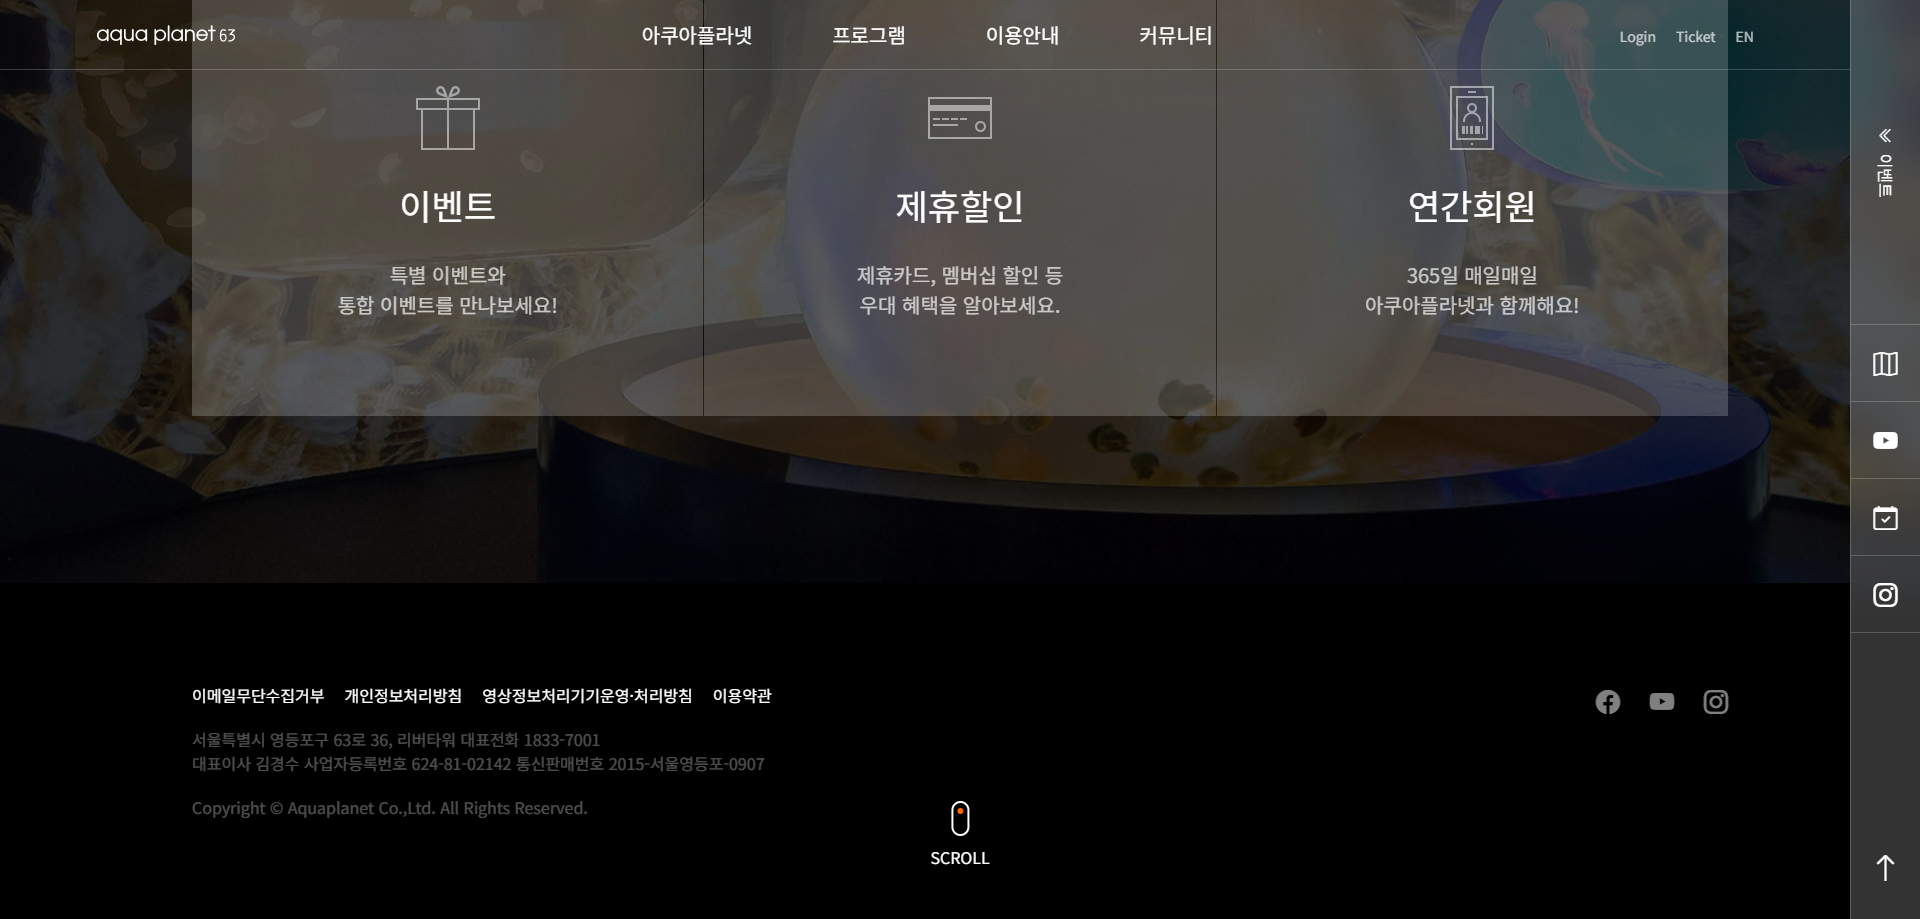 aqua planet 63
아쿠아플라넷 프로그램 이용안내 커뮤니티
Login Ticket EN
이벤트
이벤트
특별 이벤트와
통합 이벤트를 만나보세요!
제휴할인
제휴카드, 멤버십 할인 등
우대 혜택을 알아보세요.
연간회원
365일 매일매일
아쿠아플라넷과 함께해요!
이메일무단수집거부 개인정보처리방침 영상정보처리기기운영·처리방침 이용약관
서울특별시 영등포구 63로 36, 리버타워 대표전화 1833-7001
대표이사 김경수 사업자등록번호 624-81-02142 통신판매번호 2015-서울영등포-0907
Copyright © Aquaplanet Co.,Ltd. All Rights Reserved.
SCROLL